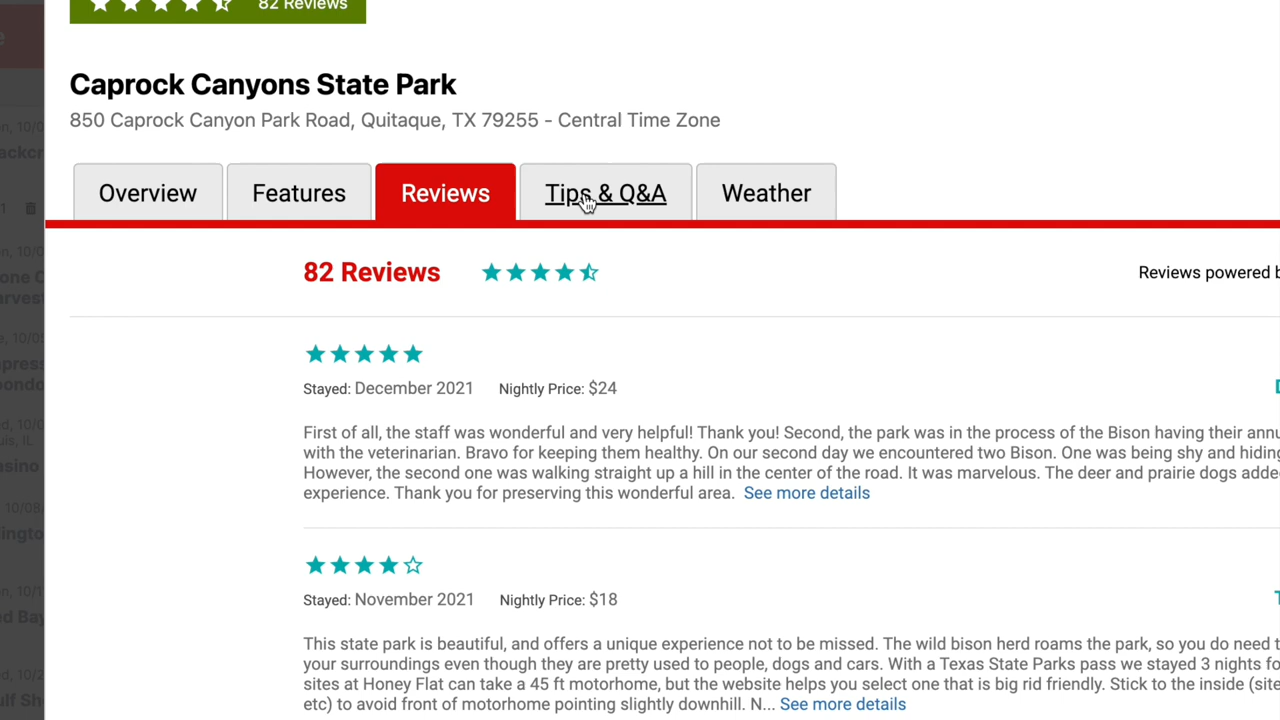 82 Reviews
Caprock Canyons State Park
850 Caprock Canyon Park Road, Quitaque, TX 79255 - Central Time Zone
Overview Features Reviews Tips & Q&A Weather
82 Reviews
Reviews powered
Stayed: December 2021 Nightly Price: $24
First of all, the staff was wonderful and very helpful! Thank you! Second, the park was in the process of the Bison having their
with the veterinarian. Bravo for keeping them healthy. On our second day we encountered two Bison. One was being shy and hiding
However, the second one was walking straight up a hill in the center of the road. It was marvelous. The deer and prairie dogs
experience. Thank you for preserving this wonderful area. See more details
Stayed: November 2021 Nightly Price: $18
This state park is beautiful, and offers a unique experience not to be missed. The wild bison herd roams the park, so you do need
your surroundings even though they are pretty used to people, dogs and cars. With a Texas State Parks pass we stayed 3 nights
sites at Honey Flat can take a 45 ft motorhome, but the website helps you select one that is big rid friendly. Stick to the inside
etc) to avoid front of motorhome pointing slightly downhill. N... See more details